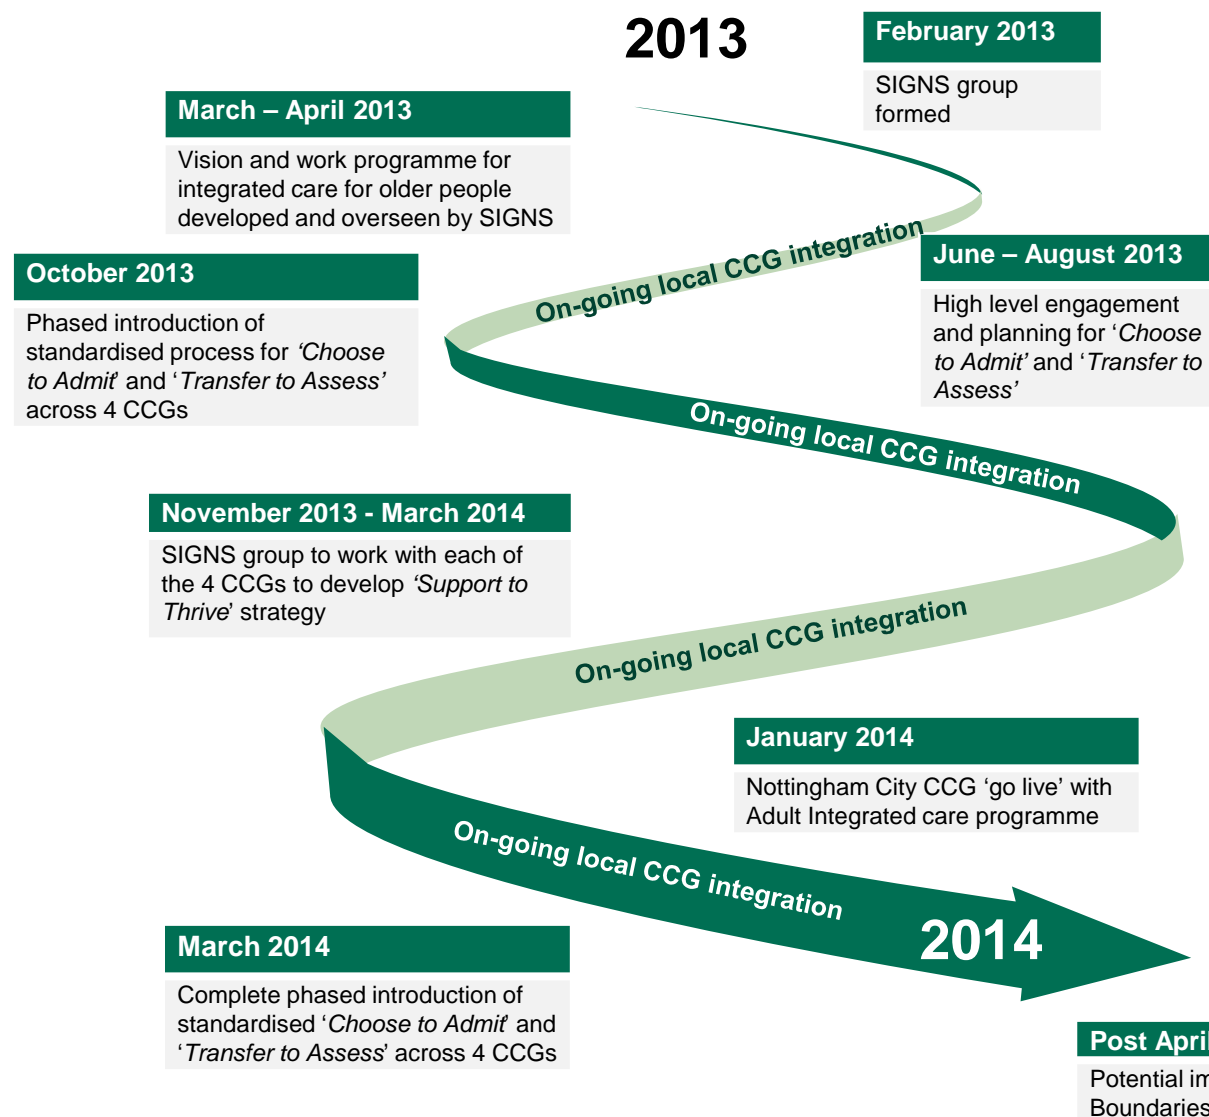 2013
February 2013
SIGNS group
formed
March – April 2013
Vision and work programme for
integrated care for older people
developed and overseen by SIGNS
On-going local CCG integration
June – August 2013
High level engagement
and planning for ‘Choose
to Admit’ and ‘Transfer to
Assess’
October 2013
Phased introduction of
standardised process for ‘Choose
to Admit’ and ‘Transfer to Assess’
across 4 CCGs
On-going local CCG integration
November 2013 - March 2014
SIGNS group to work with each of
the 4 CCGs to develop ‘Support to
Thrive’ strategy
On-going local CCG integration
January 2014
Nottingham City CCG ‘go live’ with
Adult Integrated care programme
On-going local CCG integration
2014
March 2014
Complete phased introduction of
standardised ‘Choose to Admit’ and
‘Transfer to Assess’ across 4 CCGs
Post April
Potential
Boundaries